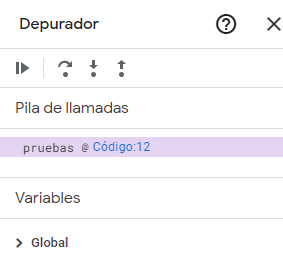 Depurador
Pila de llamadas
pruebas @ Código:12
Variables
Global